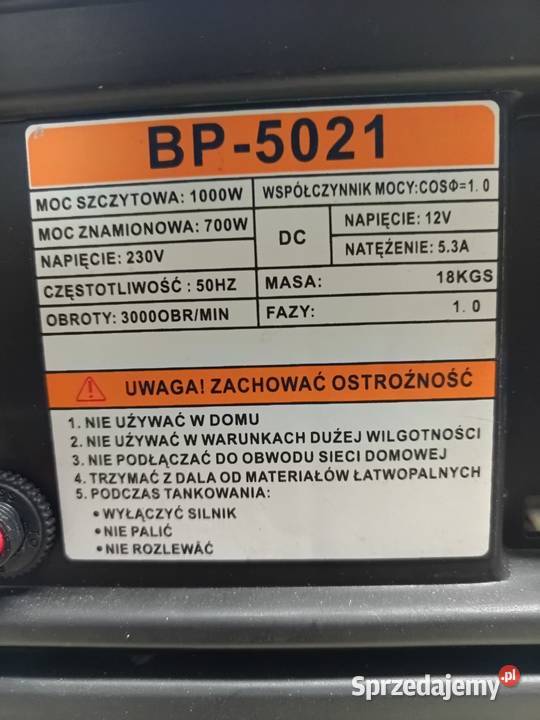 BP-5021
MOC SZCZYTOWA: 1000W
WSPÓŁCZYNNIK MOCY:COSΦ=1.0
MOC ZNAMIONOWA: 700W
DC
NAPIĘCIE: 12V
NAPIĘCIE: 230V
NATĘŻENIE: 5.3A
CZĘSTOTLIWOŚĆ : 50HZ
MASA: 18KGS
OBROTY: 3000OBR/MIN
FAZY: 1.0
UWAGA! ZACHOWAĆ OSTROŹNOŚĆ
1. NIE UŻYWAĆ W DOMU
2. NIE UŻYWAĆ W WARUNKACH DUŻEJ WILGOTNOŚCI
3. NIE PODŁĄCZAĆ DO OBWODU SIECI DOMOWEJ
4. TRZYMAĆ Z DALA OD MATERIAŁÓW ŁATWOPALNYCH
5. PODCZAS TANKOWANIA:
• WYŁĄCZYĆ SILNIK
• NIE PALIĆ
• NIE ROZLEWAĆ
Sprzedajemy.pl